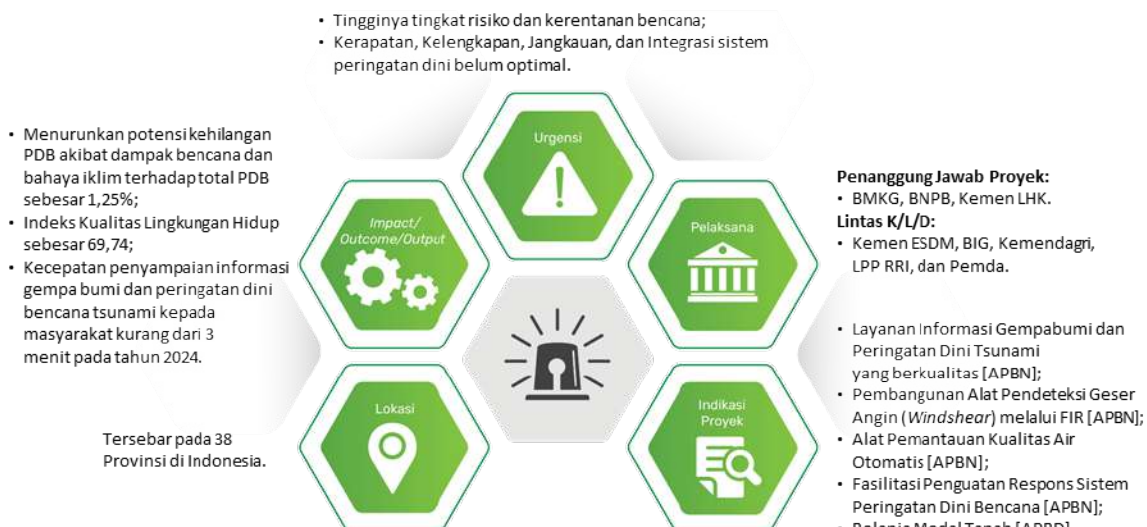 • Tingginya tingkat risiko dan kerentanan bencana;
• Kerapatan, Kelengkapan, Jangkauan, dan Integrasi sistem
peringatan dini belum optimal.
Urgensi
• Menurunkan potensi kehilangan
PDB akibat dampak bencana dan
bahaya iklim terhadap total PDB
sebesar 1,25%;
• Indeks Kualitas Lingkungan Hidup
sebesar 69,74;
• Kecepatan penyampaian informasi
gempa bumi dan peringatan dini
bencana tsunami kepada
masyarakat kurang dari 3
menit pada tahun 2024.
Impact/
Outcome/Output
Pelaksana
Penanggung Jawab Proyek:
• BMKG, BNPB, Kemen LHK.
Lintas K/L/D:
• Kemen ESDM, BIG, Kemendagri,
LPP RRI, dan Pemda.
Lokasi
Tersebar pada 38
Provinsi di Indonesia.
Indikasi
Proyek
• Layanan Informasi Gempabumi dan
Peringatan Dini Tsunami
yang berkualitas [APBN];
• Pembangunan Alat Pendeteksi Geser
Angin (Windshear) melalui FIR [APBN];
• Alat Pemantauan Kualitas Air
Otomatis [APBN];
• Fasilitasi Penguatan Respons Sistem
Peringatan Dini Bencana [APBN];